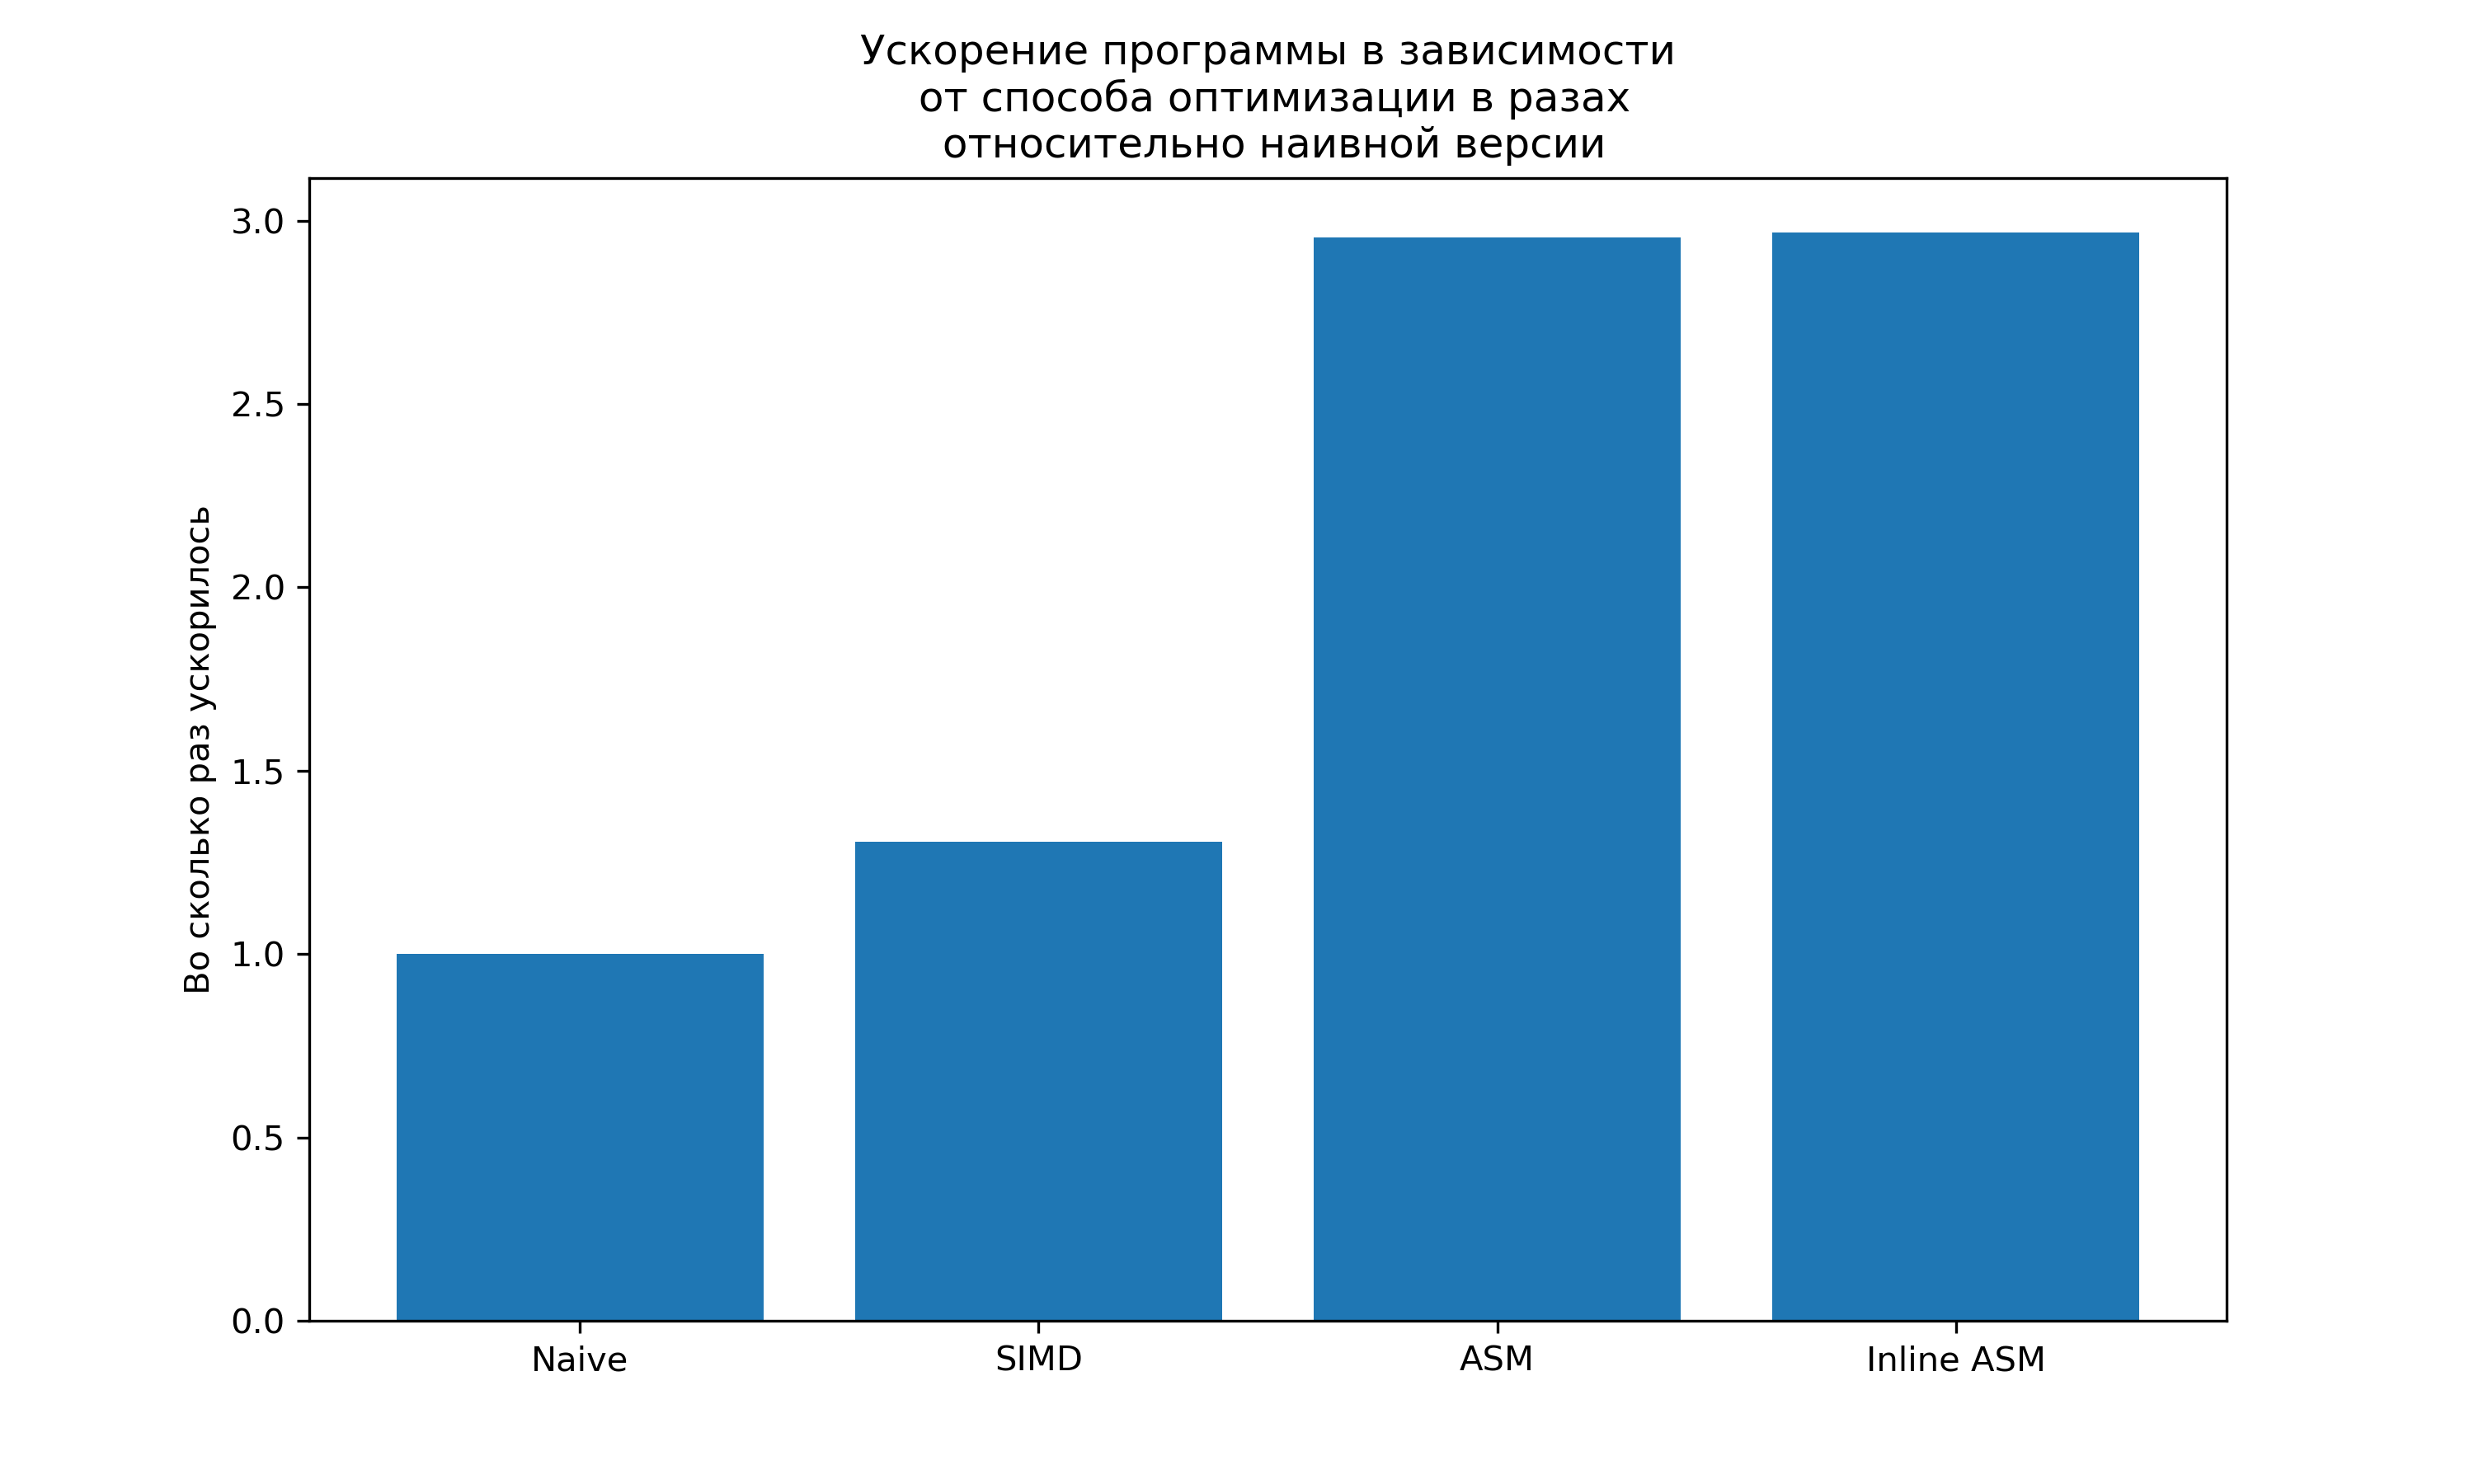 Ускорение программы в зависимости
от способа оптимизации в разах
относительно наивной версии
Во сколько раз ускорилось
3.0
2.5
2.0
1.5
1.0
0.5
0.0
Naive
SIMD
ASM
Inline ASM